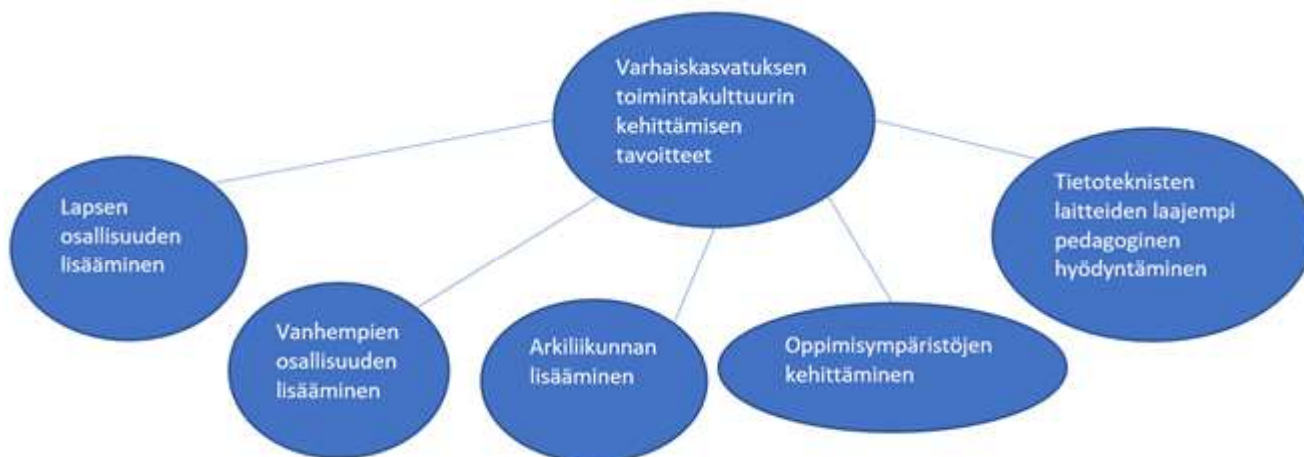 Varhaiskasvatuksen
toimintakulttuurin
kehittämisen
tavoitteet
Lapsen
osallisuuden
lisääminen
Vanhempien
osallisuuden
lisääminen
Arkiliikunnan
lisääminen
Oppimisympäristöjen
kehittäminen
Tietoteknisten
laitteiden laajempi
pedagoginen
hyödyntäminen